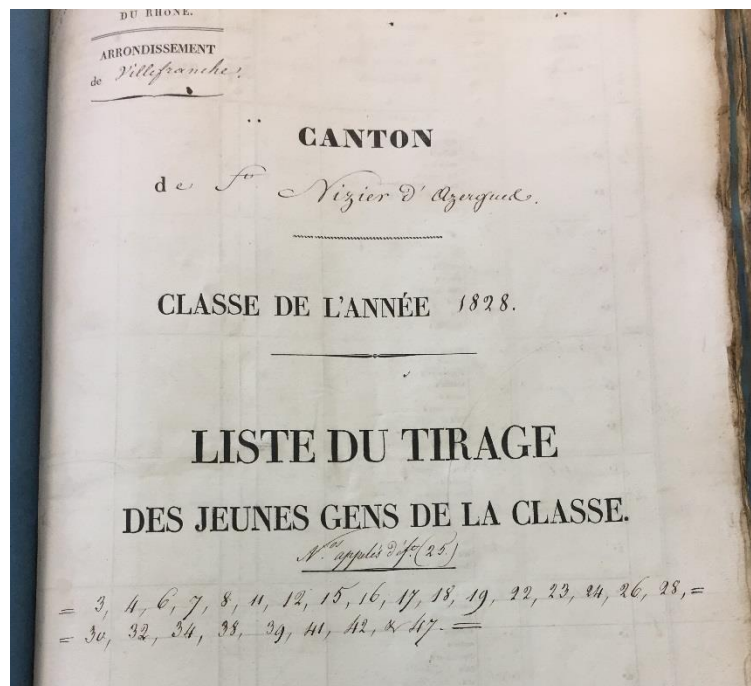 DU RHONE.
ARRONDISSEMENT
de Villefranche.
CANTON
de St Nizier d'Azergues.
CLASSE DE L'ANNÉE 1828.
LISTE DU TIRAGE
DES JEUNES GENS DE LA CLASSE.
Nos appelés déf. (25)
= 3, 4, 6, 7, 8, 11, 12, 15, 16, 17, 18, 19, 22, 23, 24, 26, 28, =
= 30, 32, 34, 38, 39, 41, 42, & 47. =